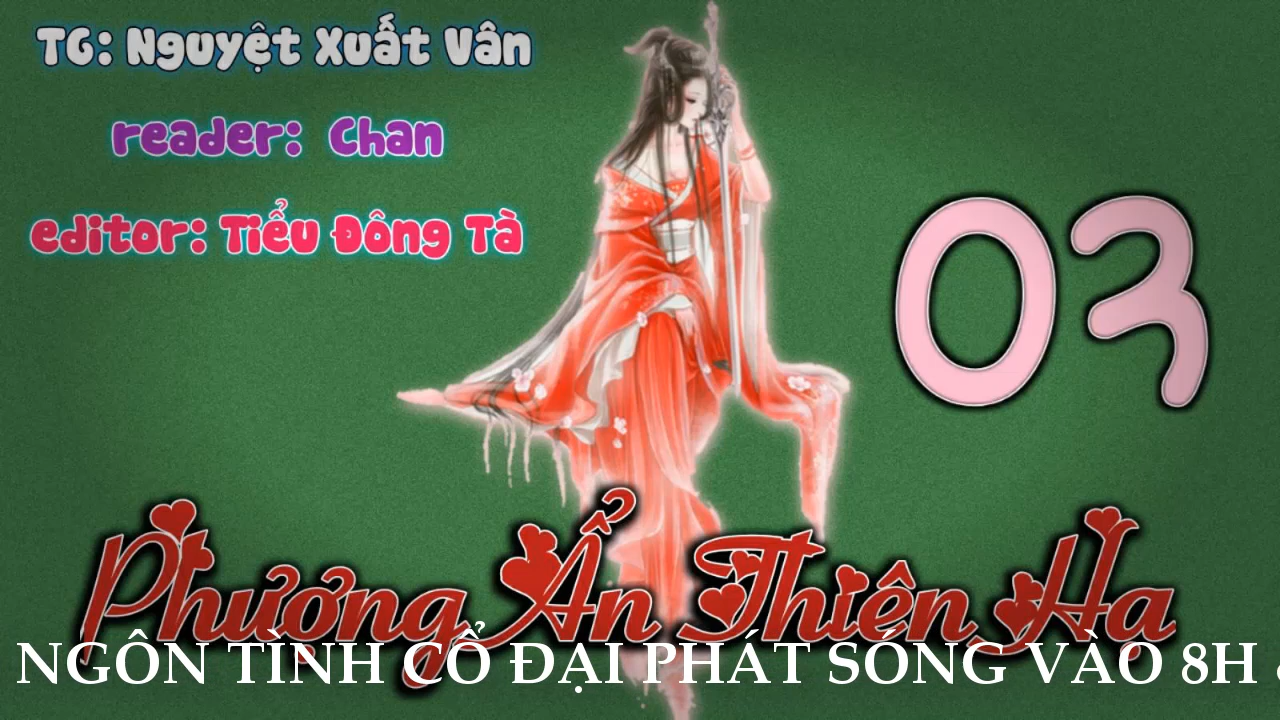 TG: Nguyệt Xuất Vân
reader: Chan
editor: Tiểu Đông Tà
03
Phượng Ẩn Thiên Hạ
NGÔN TÌNH CỔ ĐẠI PHÁT SÓNG VÀO 8H